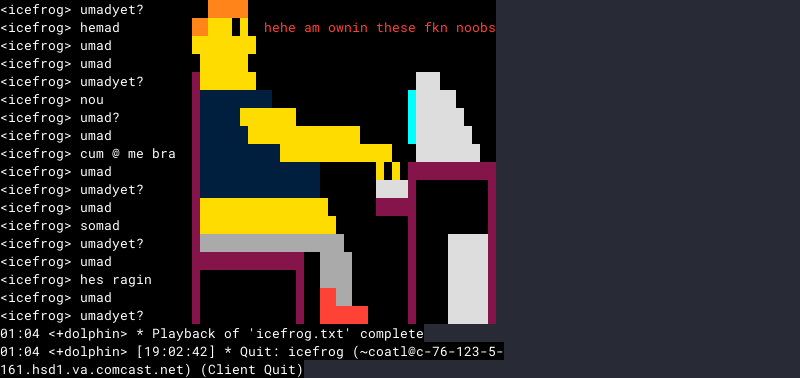 <icefrog> umadyet?
<icefrog> hemad hehe am ownin these fkn noobs
<icefrog> umad
<icefrog> umad
<icefrog> umadyet?
<icefrog> nou
<icefrog> umad?
<icefrog> umad
<icefrog> cum @ me bra
<icefrog> umad
<icefrog> umadyet?
<icefrog> umad
<icefrog> somad
<icefrog> umadyet?
<icefrog> umad
<icefrog> hes ragin
<icefrog> umad
<icefrog> umadyet?
01:04 <+dolphin> * Playback of 'icefrog.txt' complete
01:04 <+dolphin> [19:02:42] * Quit: icefrog (~coatl@c-76-123-5-
161.hsd1.va.comcast.net) (Client Quit)